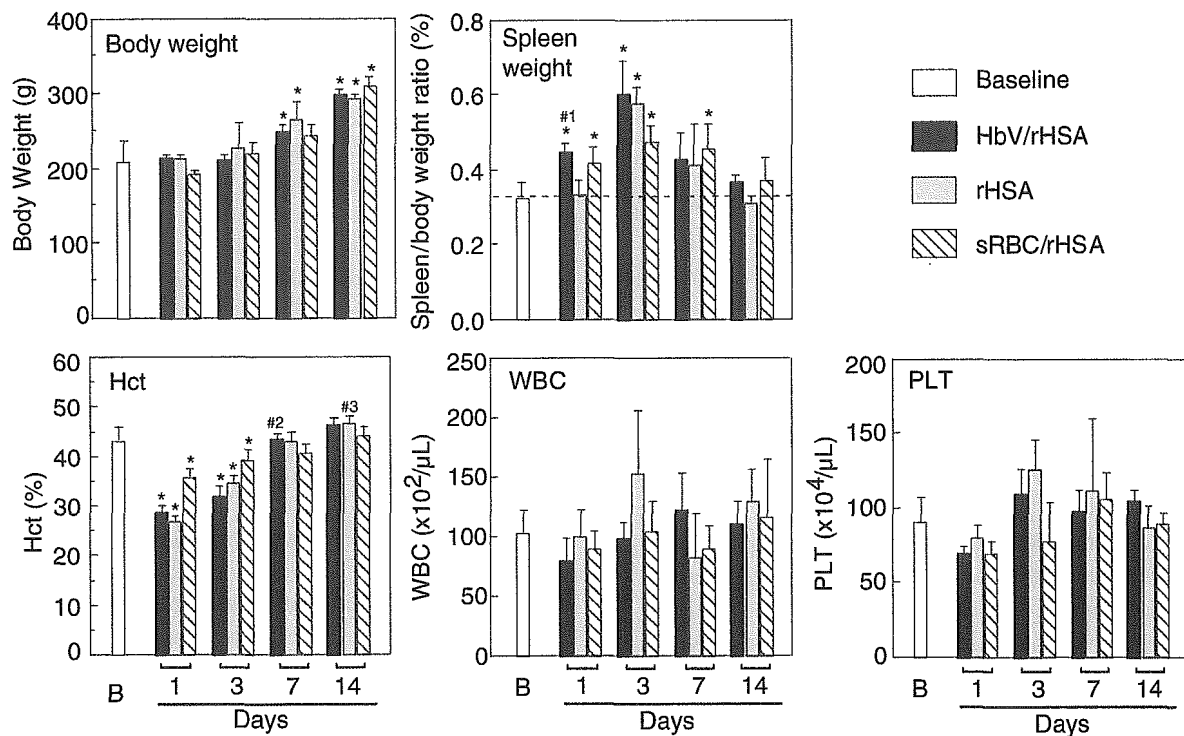 Body weight
Body Weight (g)
400
300
200
100
0
*
*
*
*
*
Spleen
weight
Spleen/body weight ratio (%)
0.8
0.6
0.4
0.2
0.0
#1
*
*
*
*
*
*
Baseline
HbV/rHSA
rHSA
sRBC/rHSA
Hct
Hct (%)
60
50
40
30
20
10
0
*
*
*
*
*
*
#2
#3
B
1
3
7
14
Days
WBC
WBC (x10²/µL)
250
200
150
100
50
0
B
1
3
7
14
Days
PLT
PLT (x10⁴/µL)
200
150
100
50
0
B
1
3
7
14
Days